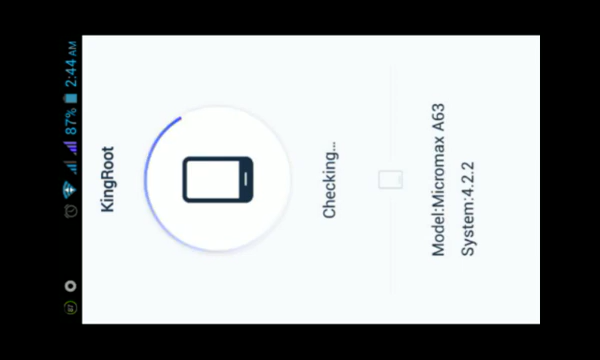 87% 2:44 AM
KingRoot
Checking...
Model:Micromax A63
System:4.2.2